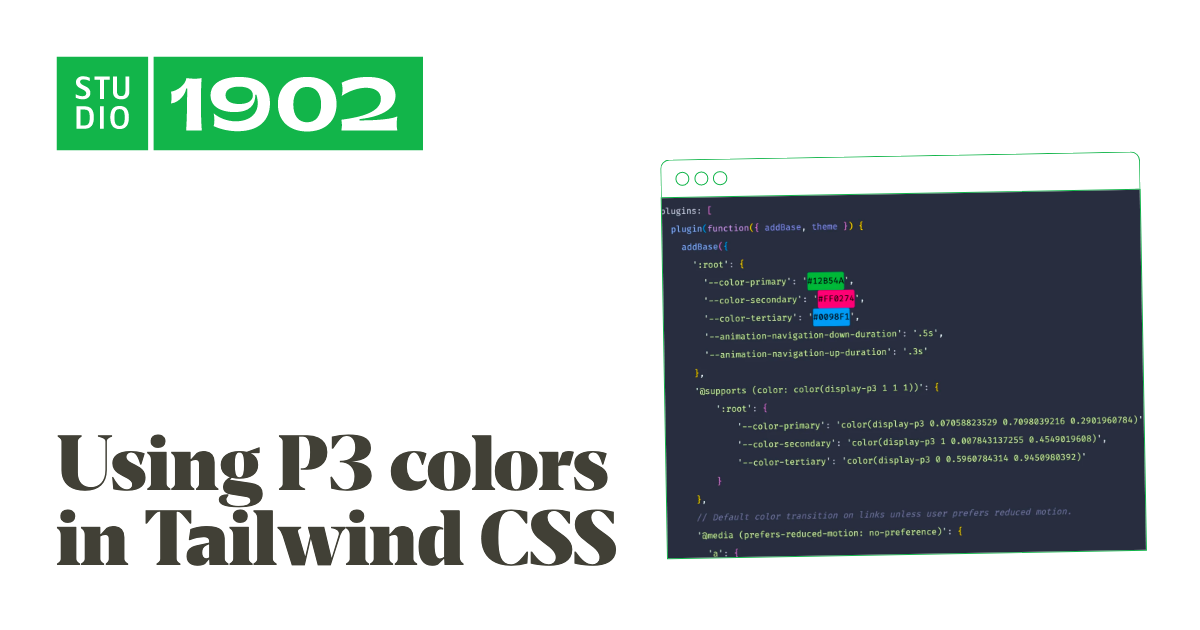 STU
DIO
1902
plugins: [
plugin(function({ addBase, theme }) {
addBase({
':root': {
'--color-primary': '#12B54A',
'--color-secondary': '#FF0274',
'--color-tertiary': '#0098F1',
'--animation-navigation-down-duration': '.5s',
'--animation-navigation-up-duration': '.3s'
},
'@supports (color: color(display-p3 1 1 1))': {
':root': {
'--color-primary': 'color(display-p3 0.07058823529 0.7098039216 0.2901960784)'
'--color-secondary': 'color(display-p3 1 0.007843137255 0.4549019608)',
'--color-tertiary': 'color(display-p3 0 0.5960784314 0.9450980392)'
}
},
// Default color transition on links unless user prefers reduced motion.
'@media (prefers-reduced-motion: no-preference)': {
'a': {
Using P3 colors
in Tailwind CSS